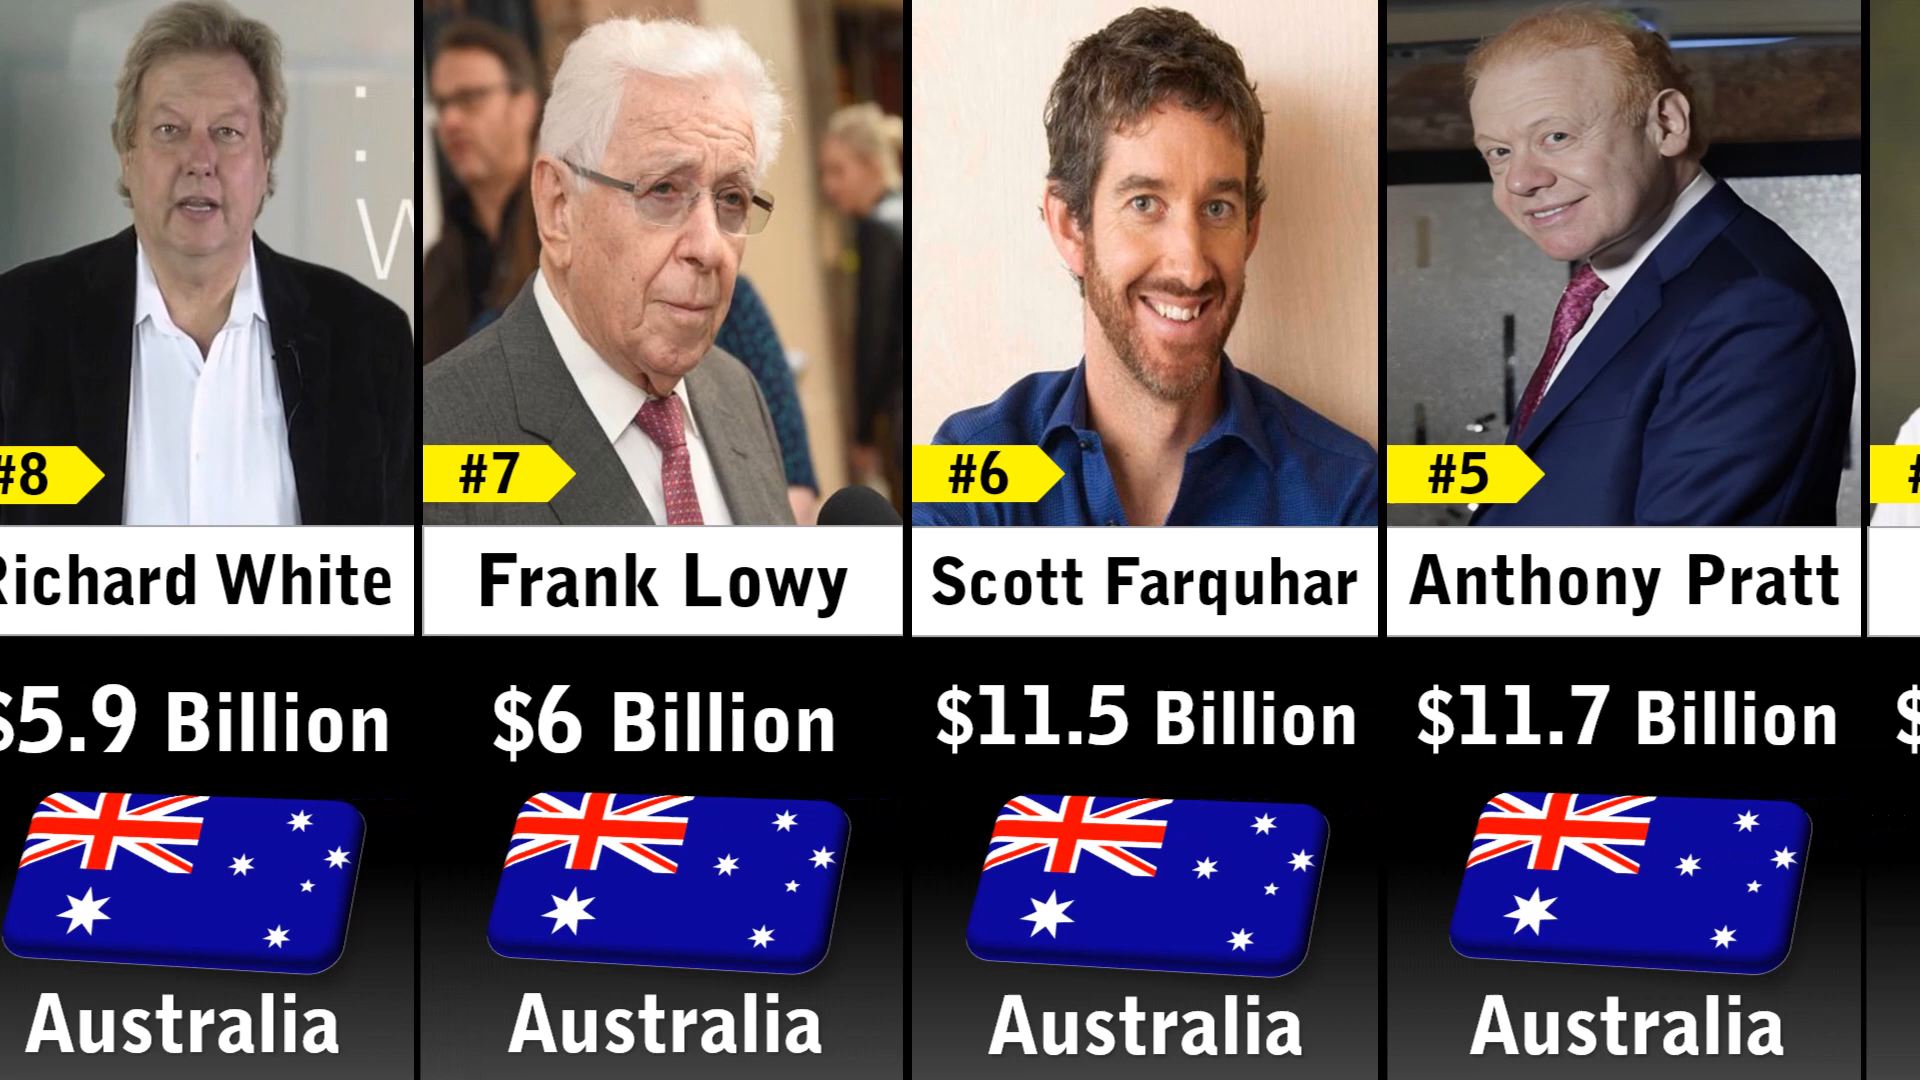 W
#8
#7
#6
#5
#
Richard White
Frank Lowy
Scott Farquhar
Anthony Pratt
$5.9 Billion
$6 Billion
$11.5 Billion
$11.7 Billion
$
Australia
Australia
Australia
Australia